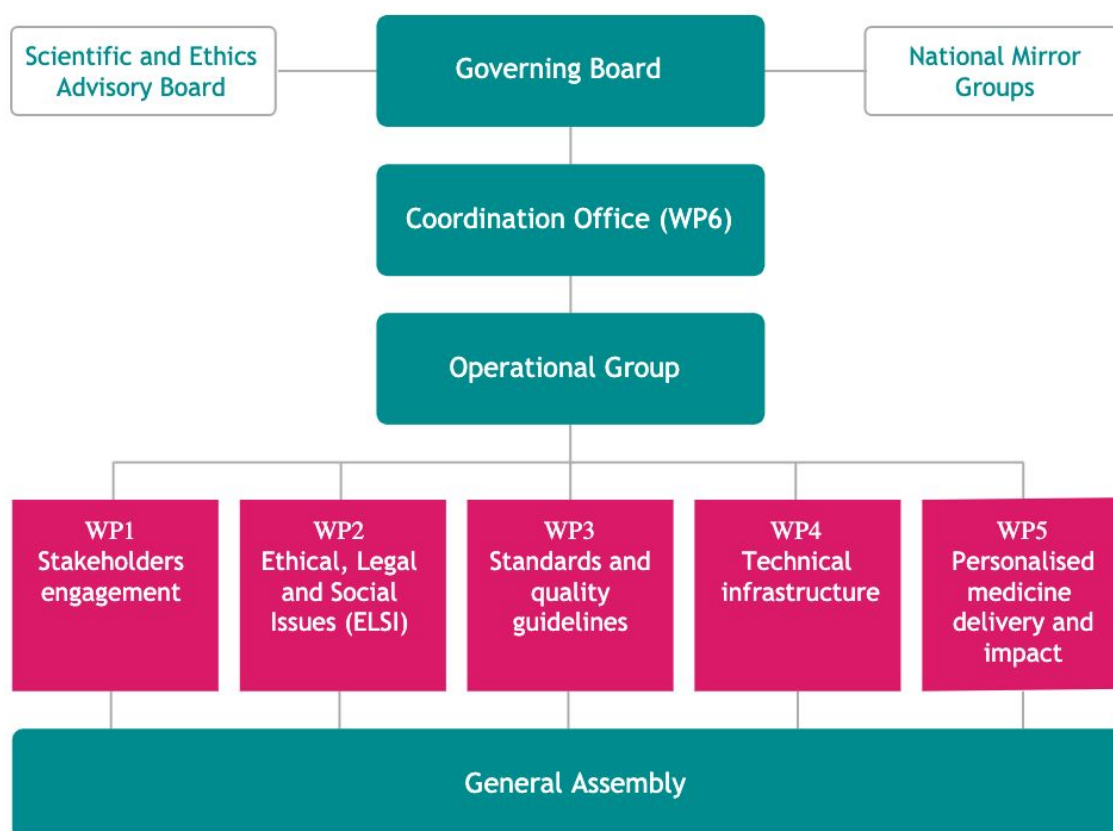 Scientific and Ethics
Advisory Board
Governing Board
National Mirror
Groups
Coordination Office (WP6)
Operational Group
WP1
Stakeholders
engagement
WP2
Ethical, Legal
and Social
Issues (ELSI)
WP3
Standards and
quality
guidelines
WP4
Technical
infrastructure
WP5
Personalised
medicine
delivery and
impact
General Assembly